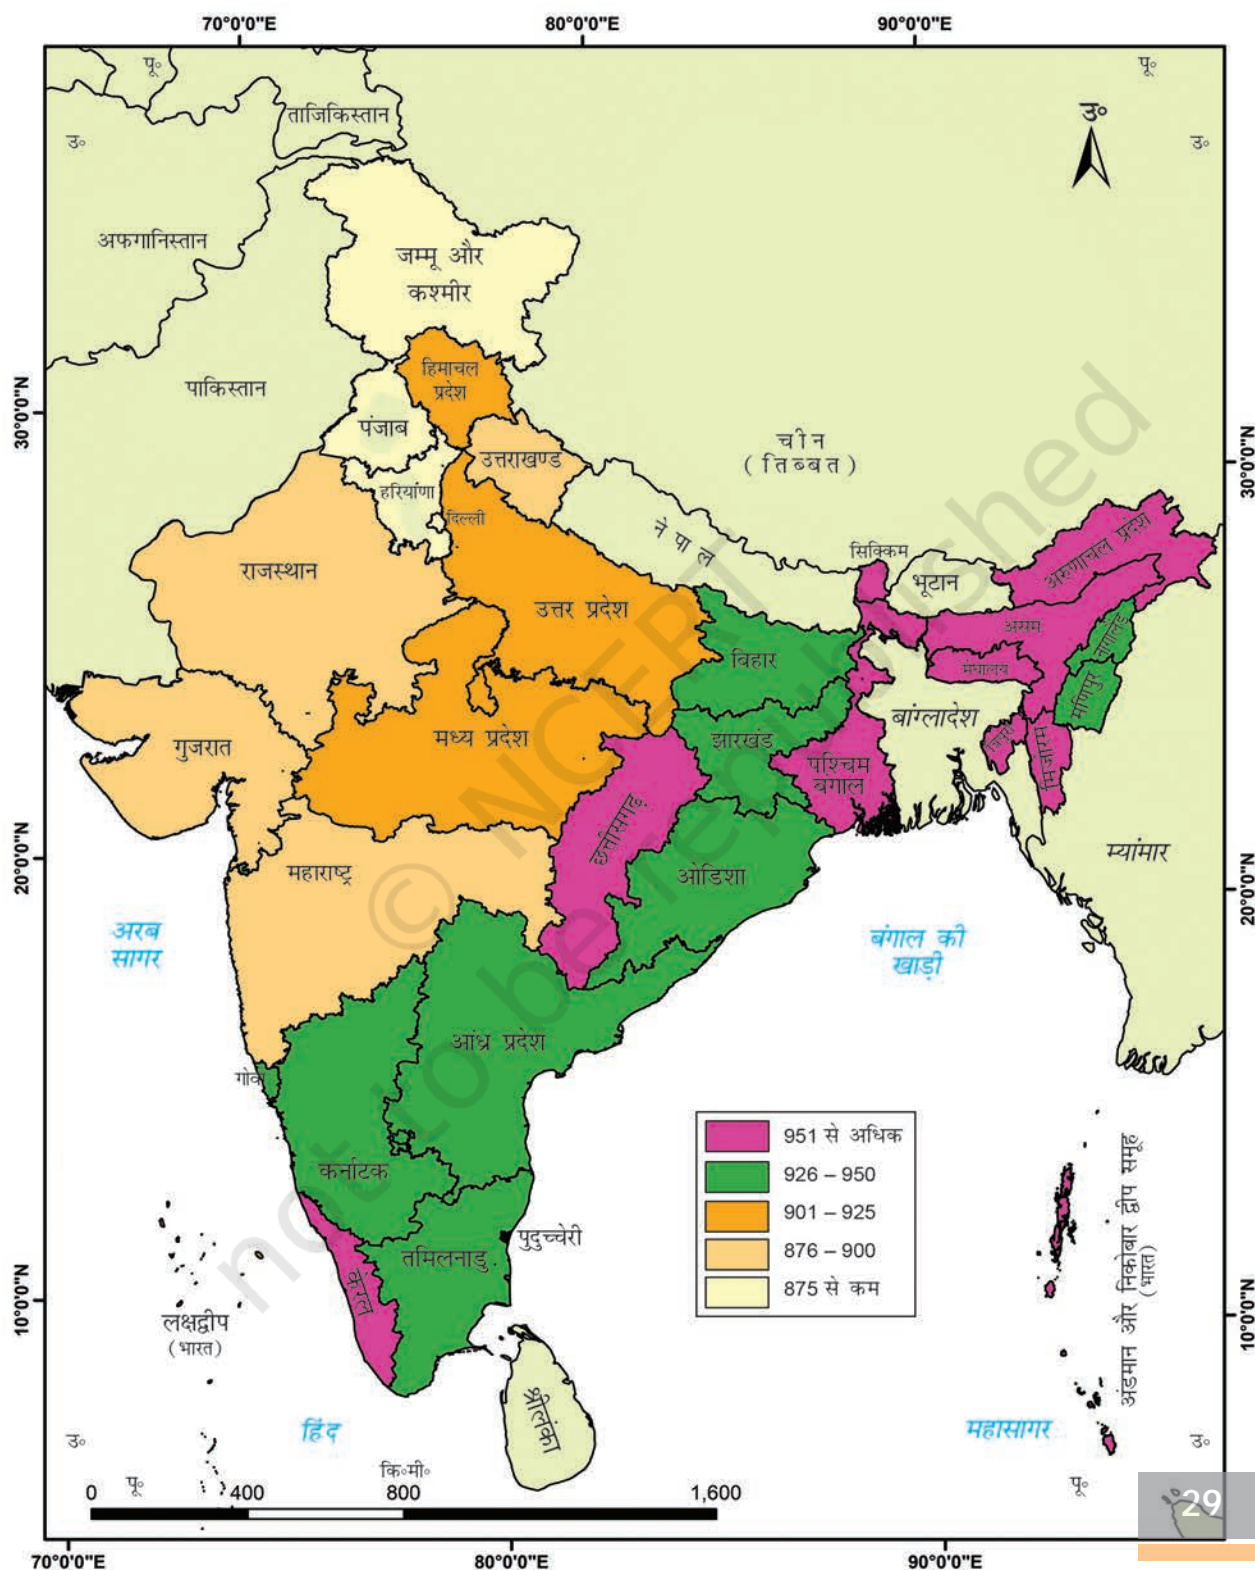 70°0'0"E 80°0'0"E 90°0'0"E
पू॰ पू॰
ताजिकिस्तान
उ॰
उ॰ उ॰
अफगानिस्तान
जम्मू और
कश्मीर
पाकिस्तान
हिमाचल
प्रदेश
30°0'0"N
पंजाब
चीन
(तिब्बत)
30°0'0"N
उत्तराखण्ड
हरियाणा
दिल्ली
नेपाल
सिक्किम
अरुणाचल प्रदेश
राजस्थान
भूटान
उत्तर प्रदेश
असम
नागालैंड
बिहार
मेघालय
मणिपुर
बांग्लादेश
गुजरात
मध्य प्रदेश
झारखंड
त्रिपुरा
मिजोरम
पश्चिम
बंगाल
छत्तीसगढ़
20°0'0"N
महाराष्ट्र
ओडिशा
म्यांमार
20°0'0"N
अरब
सागर
बंगाल की
खाड़ी
आंध्र प्रदेश
गोवा
951 से अधिक
926 – 950
901 – 925
876 – 900
875 से कम
कर्नाटक
पुदुच्चेरी
तमिलनाडु
केरल
अंडमान और निकोबार द्वीप समूह
(भारत)
10°0'0"N
10°0'0"N
लक्षद्वीप
(भारत)
श्रीलंका
हिंद
महासागर
उ॰ उ॰
कि॰मी॰
पू॰ पू॰
0 400 800 1,600
29
70°0'0"E 80°0'0"E 90°0'0"E
© NCERT
not to be republished